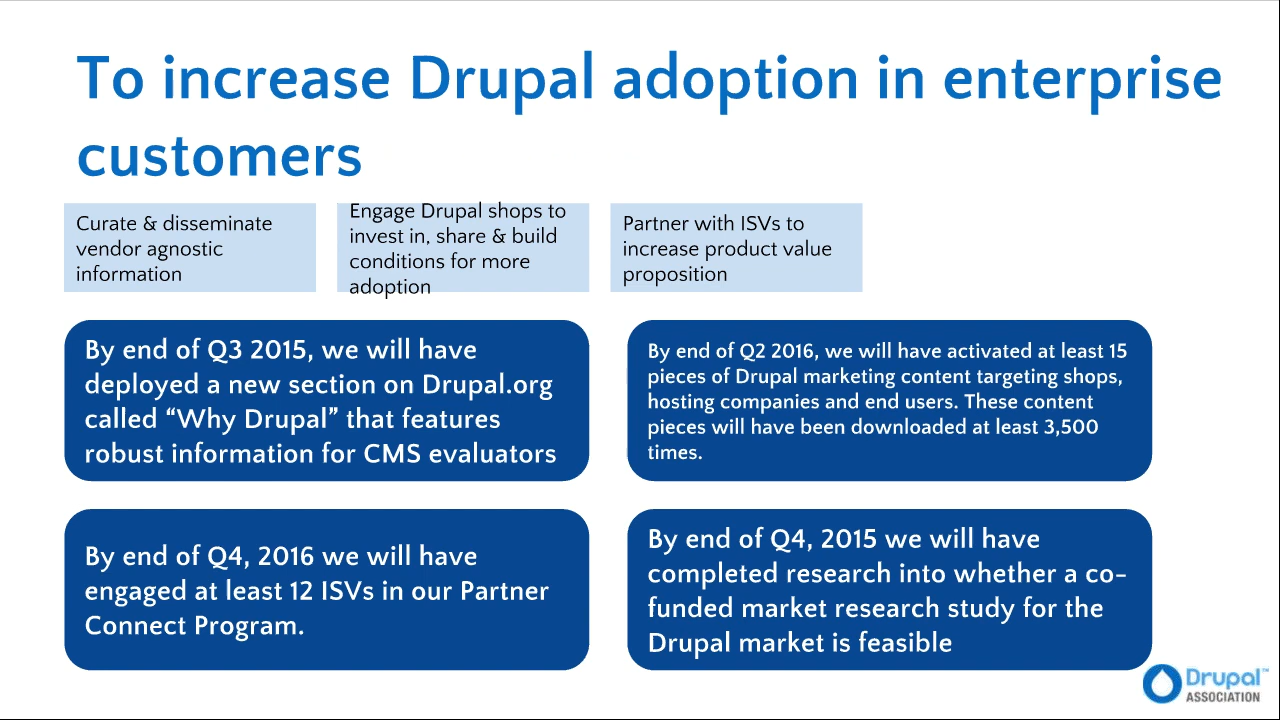 To increase Drupal adoption in enterprise
customers
Curate & disseminate
vendor agnostic
information
Engage Drupal shops to
invest in, share & build
conditions for more
adoption
Partner with ISVs to
increase product value
proposition
By end of Q3 2015, we will have
deployed a new section on Drupal.org
called “Why Drupal” that features
robust information for CMS evaluators
By end of Q2 2016, we will have activated at least 15
pieces of Drupal marketing content targeting shops,
hosting companies and end users. These content
pieces will have been downloaded at least 3,500
times.
By end of Q4, 2016 we will have
engaged at least 12 ISVs in our Partner
Connect Program.
By end of Q4, 2015 we will have
completed research into whether a co-
funded market research study for the
Drupal market is feasible
Drupal™
ASSOCIATION